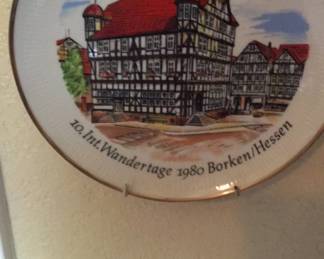 10. Int. Wandertage 1980 Borken/Hessen